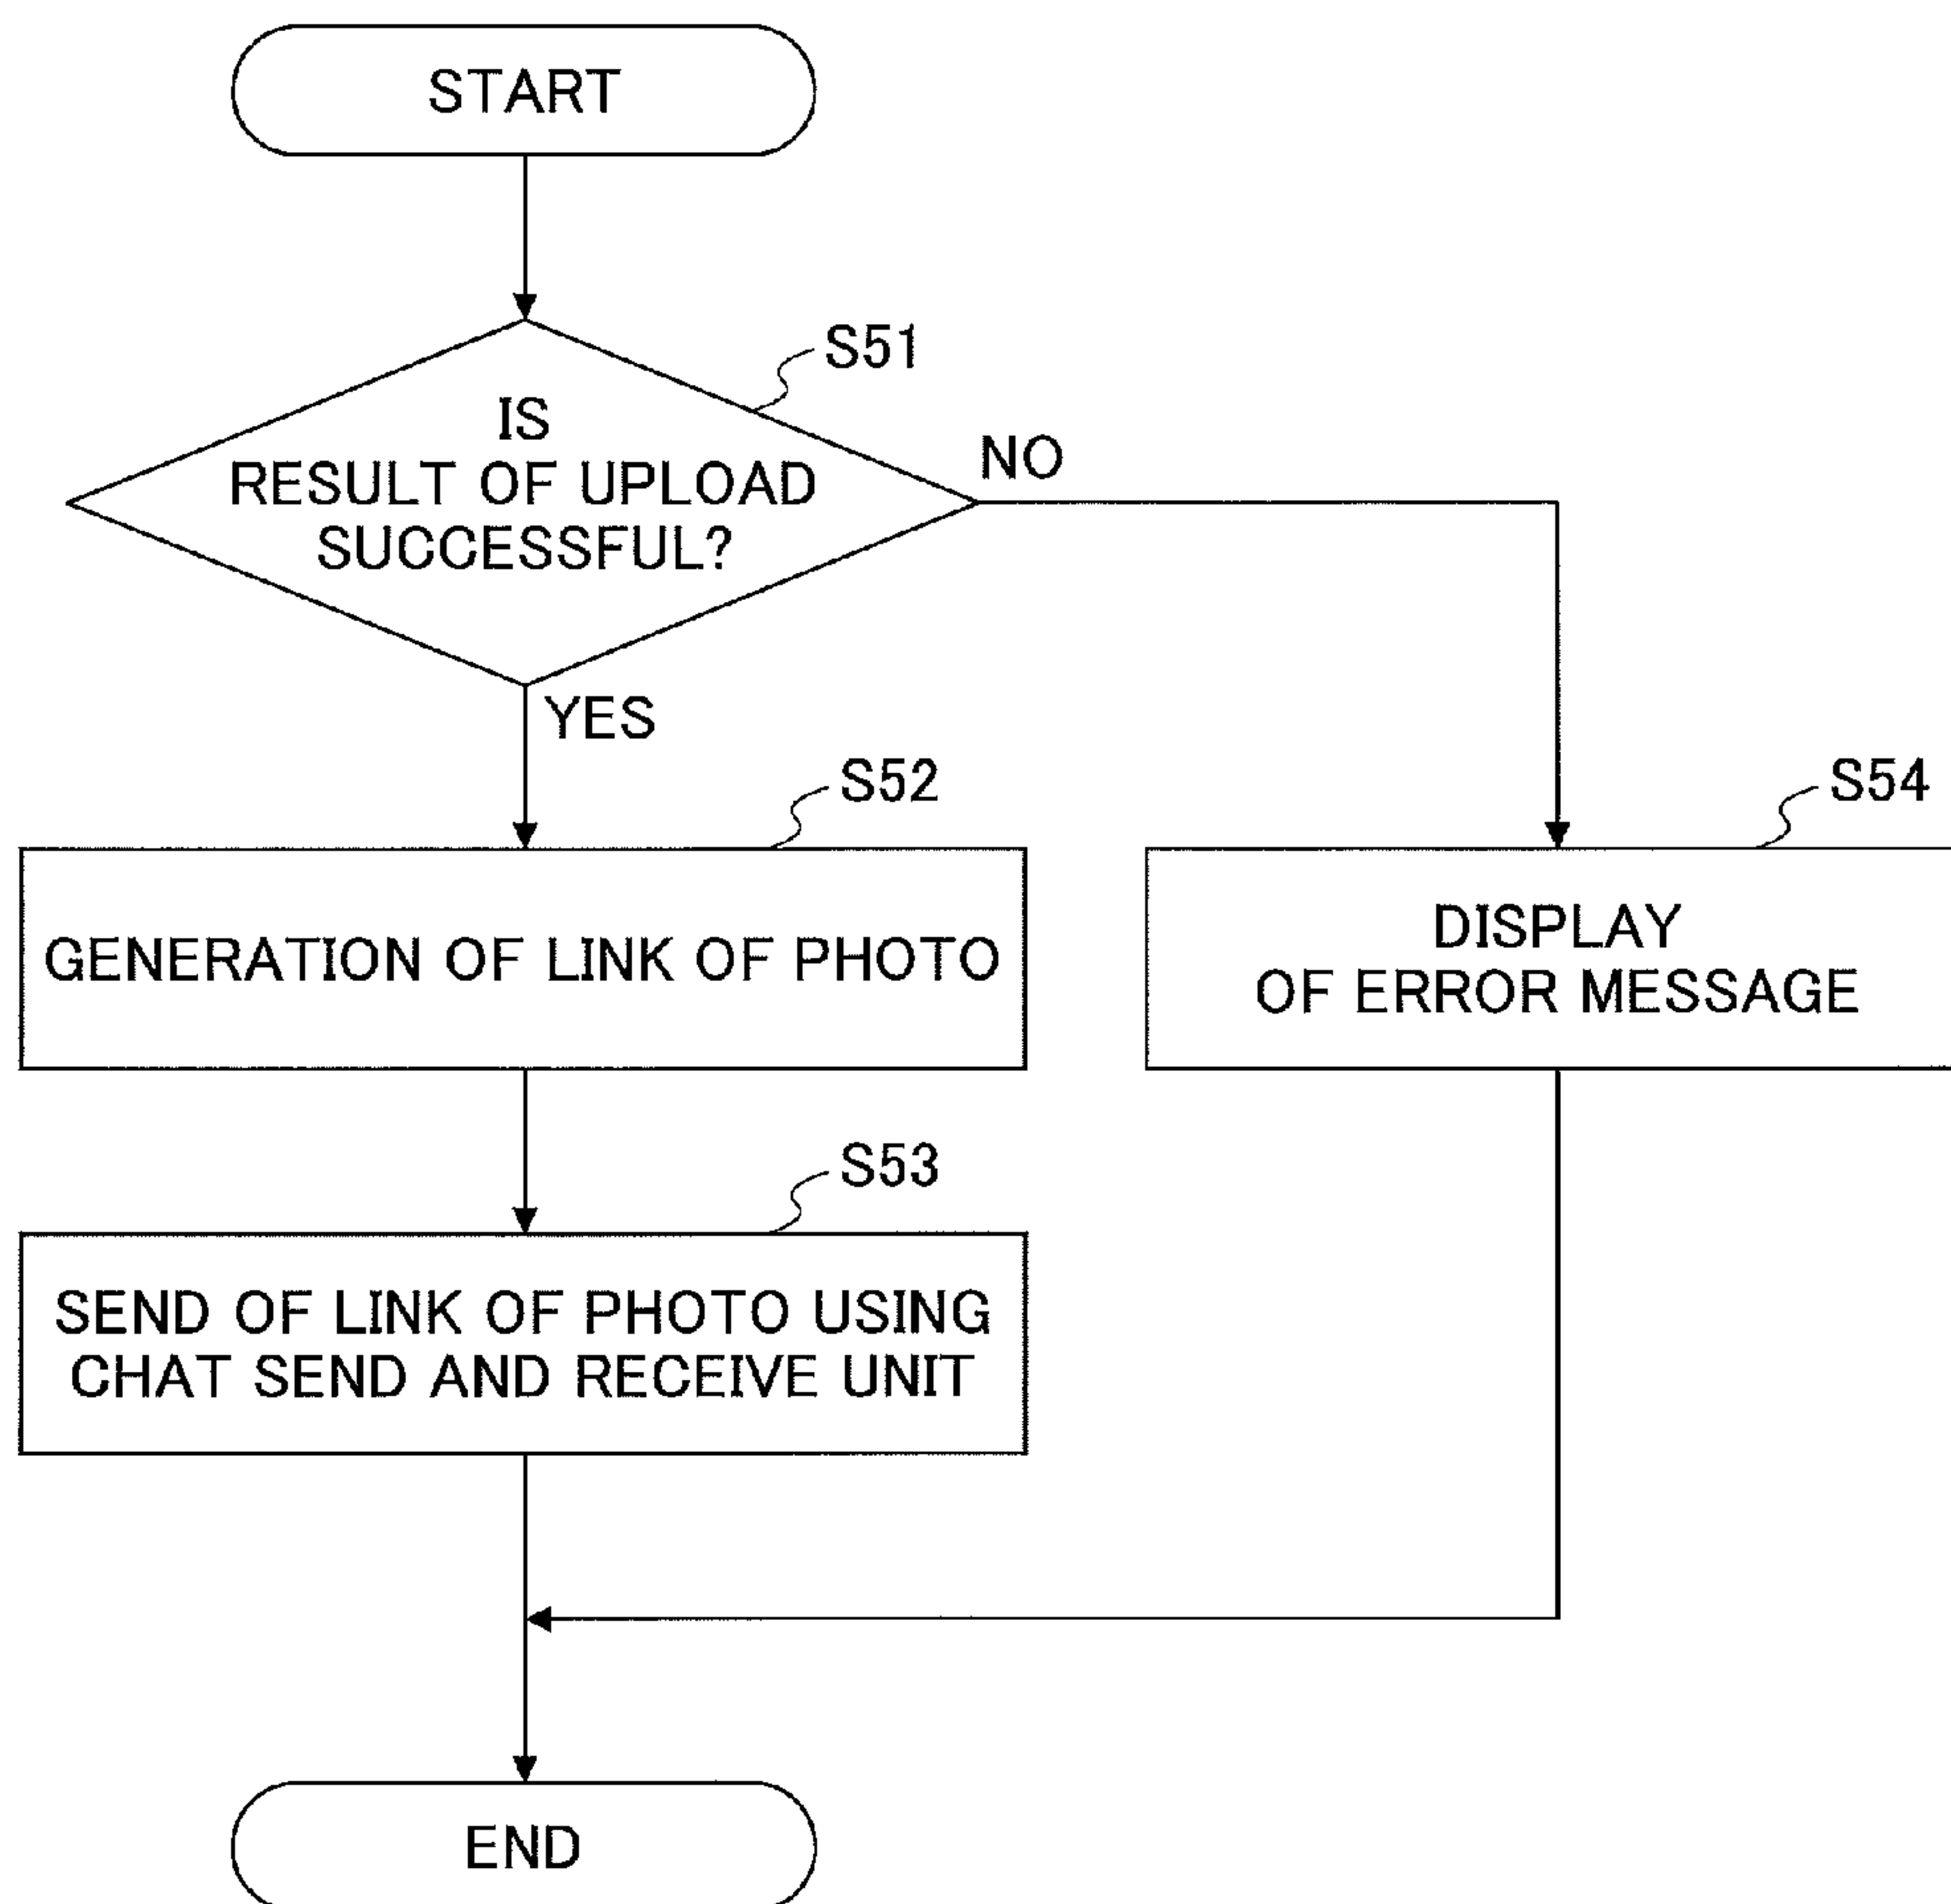 START
S51
IS
RESULT OF UPLOAD
SUCCESSFUL?
NO
YES
S52
GENERATION OF LINK OF PHOTO
S54
DISPLAY
OF ERROR MESSAGE
S53
SEND OF LINK OF PHOTO USING
CHAT SEND AND RECEIVE UNIT
END